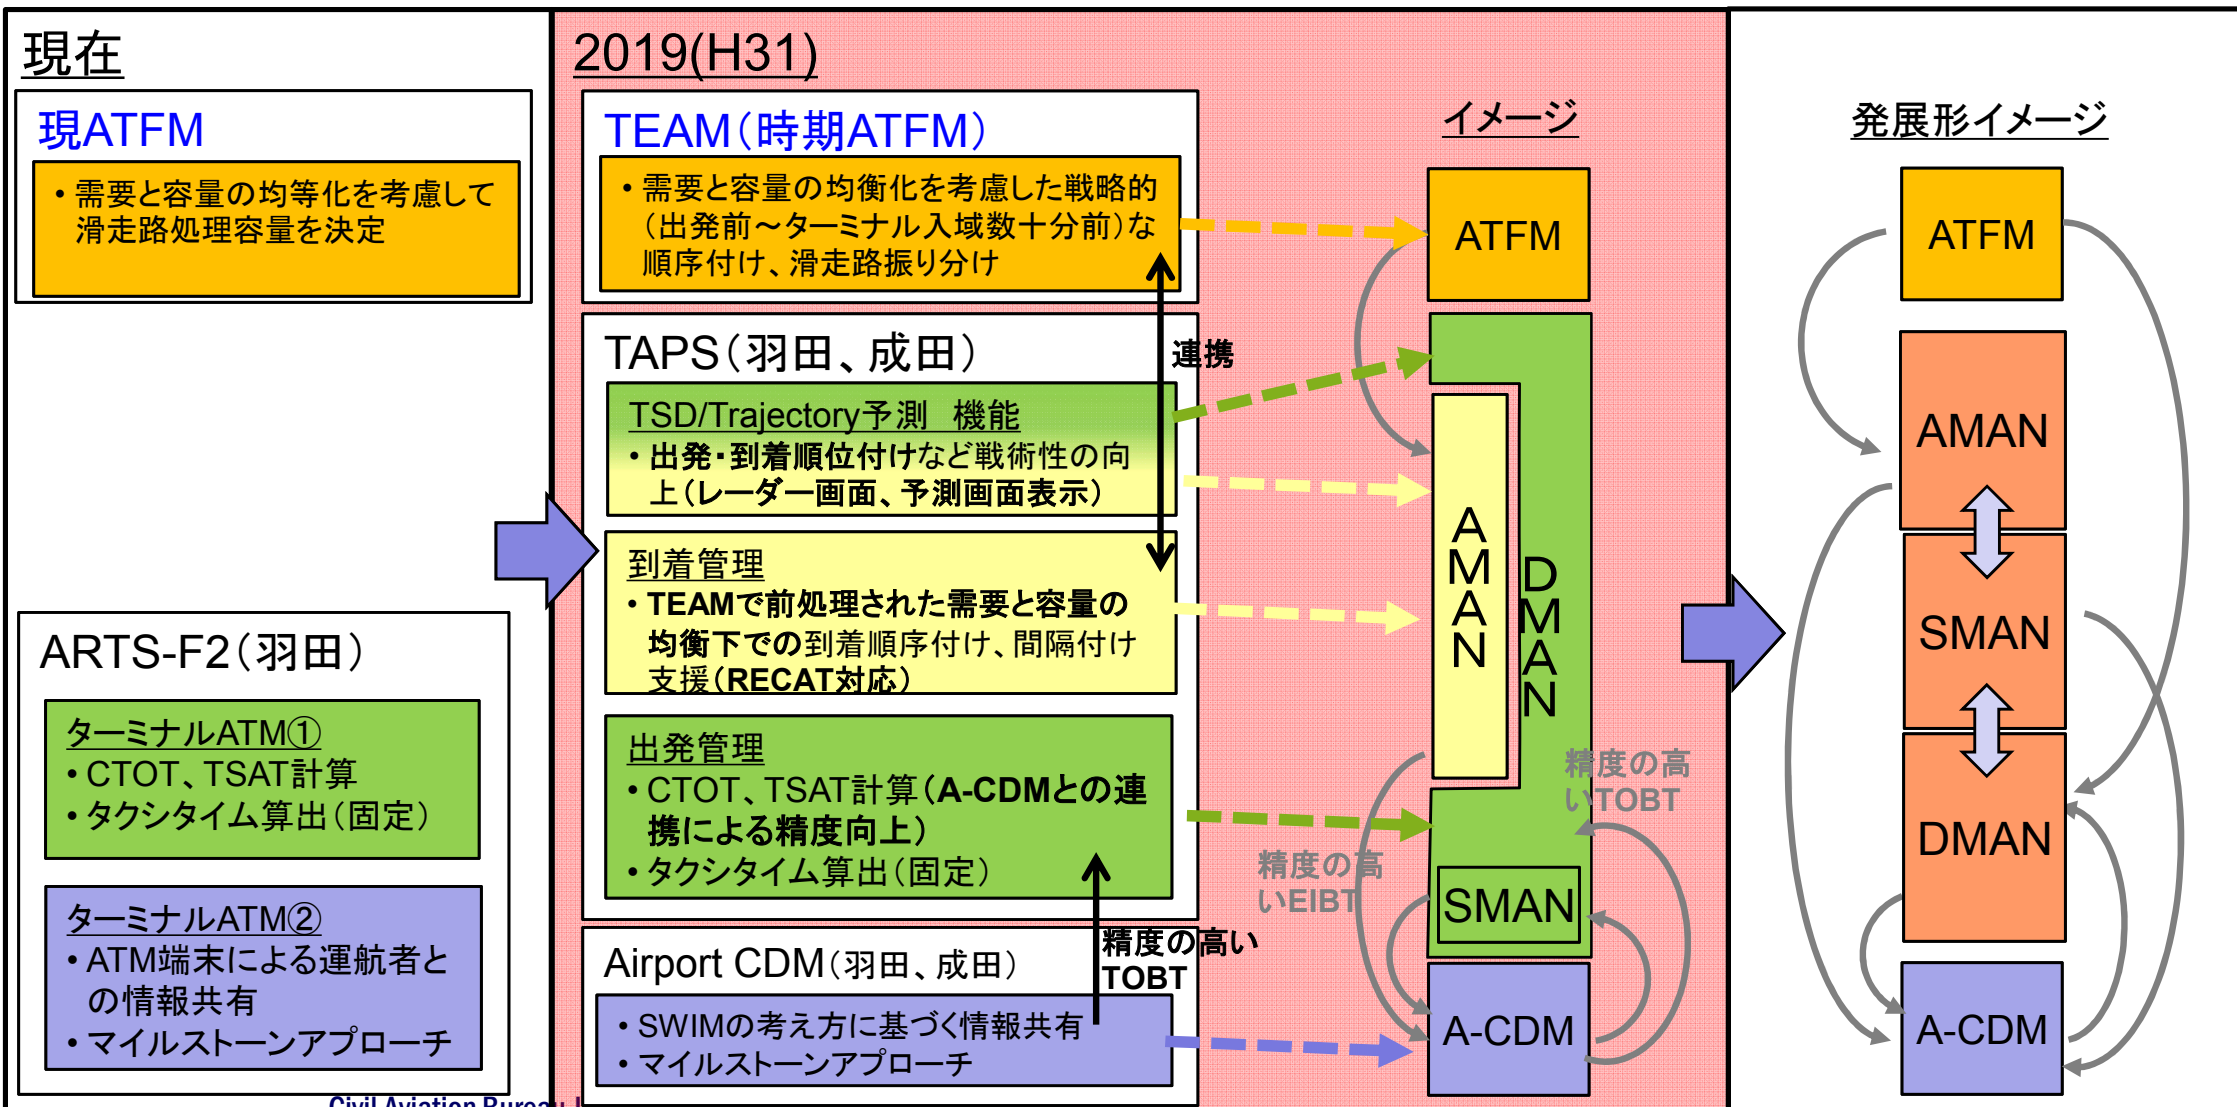 現在
現ATFM
• 需要と容量の均等化を考慮して
滑走路処理容量を決定
ARTS-F2(羽田)
ターミナルATM①
• CTOT、TSAT計算
• タクシタイム算出(固定)
ターミナルATM②
• ATM端末による運航者と
の情報共有
• マイルストーンアプローチ
2019(H31)
TEAM(時期ATFM)
• 需要と容量の均衡化を考慮した戦略的
(出発前～ターミナル入域数十分前)な
順序付け、滑走路振り分け
TAPS(羽田、成田)
連携
TSD/Trajectory予測 機能
• 出発・到着順位付けなど戦術性の向
上(レーダー画面、予測画面表示)
到着管理
• TEAMで前処理された需要と容量の
均衡下での到着順序付け、間隔付け
支援(RECAT対応)
出発管理
• CTOT、TSAT計算(A-CDMとの連
携による精度向上)
• タクシタイム算出(固定)
精度の高い
TOBT
Airport CDM(羽田、成田)
• SWIMの考え方に基づく情報共有
• マイルストーンアプローチ
イメージ
ATFM
AMAN
DMAN
精度の高
いTOBT
精度の高
いEIBT
SMAN
A-CDM
発展形イメージ
ATFM
AMAN
SMAN
DMAN
A-CDM
Civil Aviation Bureau